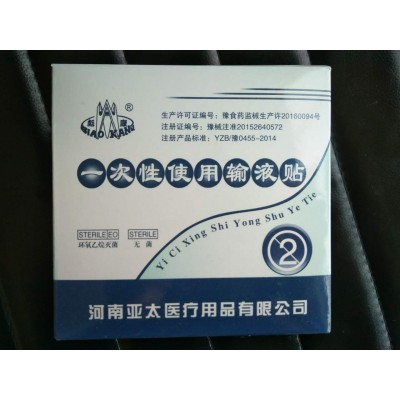 生产许可证编号：豫食药监械生产许20160094号
注册证编号：豫械注准20152640572
注册产品标准：YZB/豫0455-2014
®
QIAO KANG
一次性使用输液贴
Yi Ci Xing Shi Yong Shu Ye Tie
STERILE EO STERILE
环氧乙烷灭菌 无菌
2
河南亚太医疗用品有限公司